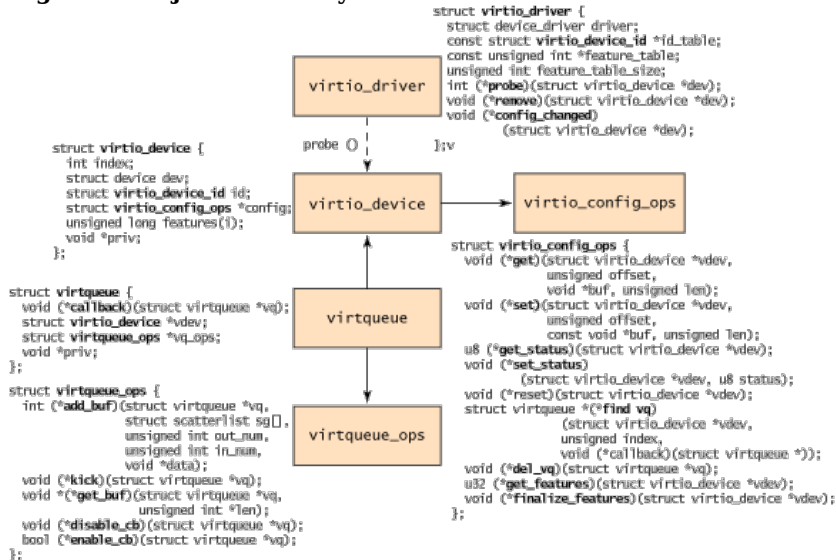 struct virtio_driver {
struct device_driver driver;
const struct virtio_device_id *id_table;
const unsigned int *feature_table;
unsigned int feature_table_size;
int (*probe)(struct virtio_device *dev);
void (*remove)(struct virtio_device *dev);
void (*config_changed)
(struct virtio_device *dev);
};v
virtio_driver
probe ()
struct virtio_device {
int index;
struct device dev;
struct virtio_device_id id;
struct virtio_config_ops *config;
unsigned long features(i);
void *priv;
};
virtio_device
virtio_config_ops
struct virtqueue {
void (*callback)(struct virtqueue *vq);
struct virtio_device *vdev;
struct virtqueue_ops *vq_ops;
void *priv;
};
virtqueue
struct virtio_config_ops {
void (*get)(struct virtio_device *vdev,
unsigned offset,
void *buf, unsigned len);
void (*set)(struct virtio_device *vdev,
unsigned offset,
const void *buf, unsigned len);
u8 (*get_status)(struct virtio_device *vdev);
void (*set_status)
(struct virtio_device *vdev, u8 status);
void (*reset)(struct virtio_device *vdev);
struct virtqueue *(*find_vq)
(struct virtio_device *vdev,
unsigned index,
void (*callback)(struct virtqueue *));
void (*del_vq)(struct virtqueue *vq);
u32 (*get_features)(struct virtio_device *vdev);
void (*finalize_features)(struct virtio_device *vdev);
};
struct virtqueue_ops {
int (*add_buf)(struct virtqueue *vq,
struct scatterlist sg[],
unsigned int out_num,
unsigned int in_num,
void *data);
void (*kick)(struct virtqueue *vq);
void *(*get_buf)(struct virtqueue *vq,
unsigned int *len);
void (*disable_cb)(struct virtqueue *vq);
bool (*enable_cb)(struct virtqueue *vq);
};
virtqueue_ops